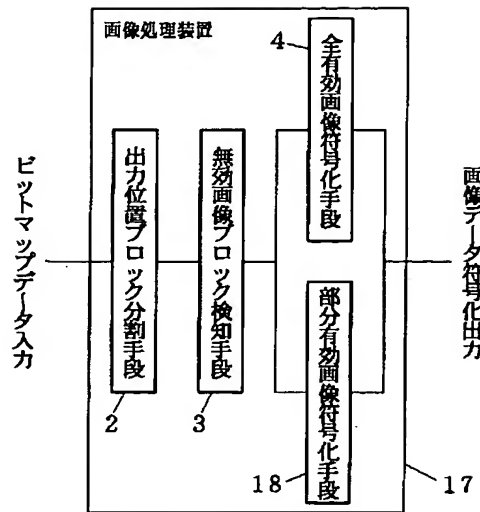 画像処理装置
4
全有効画像符号化手段
ビットマップデータ入力
出力位置ブロック分割手段
無効画像ブロック検知手段
画像データ符号化出力
部分有効画像符号化手段
2
3
18
17